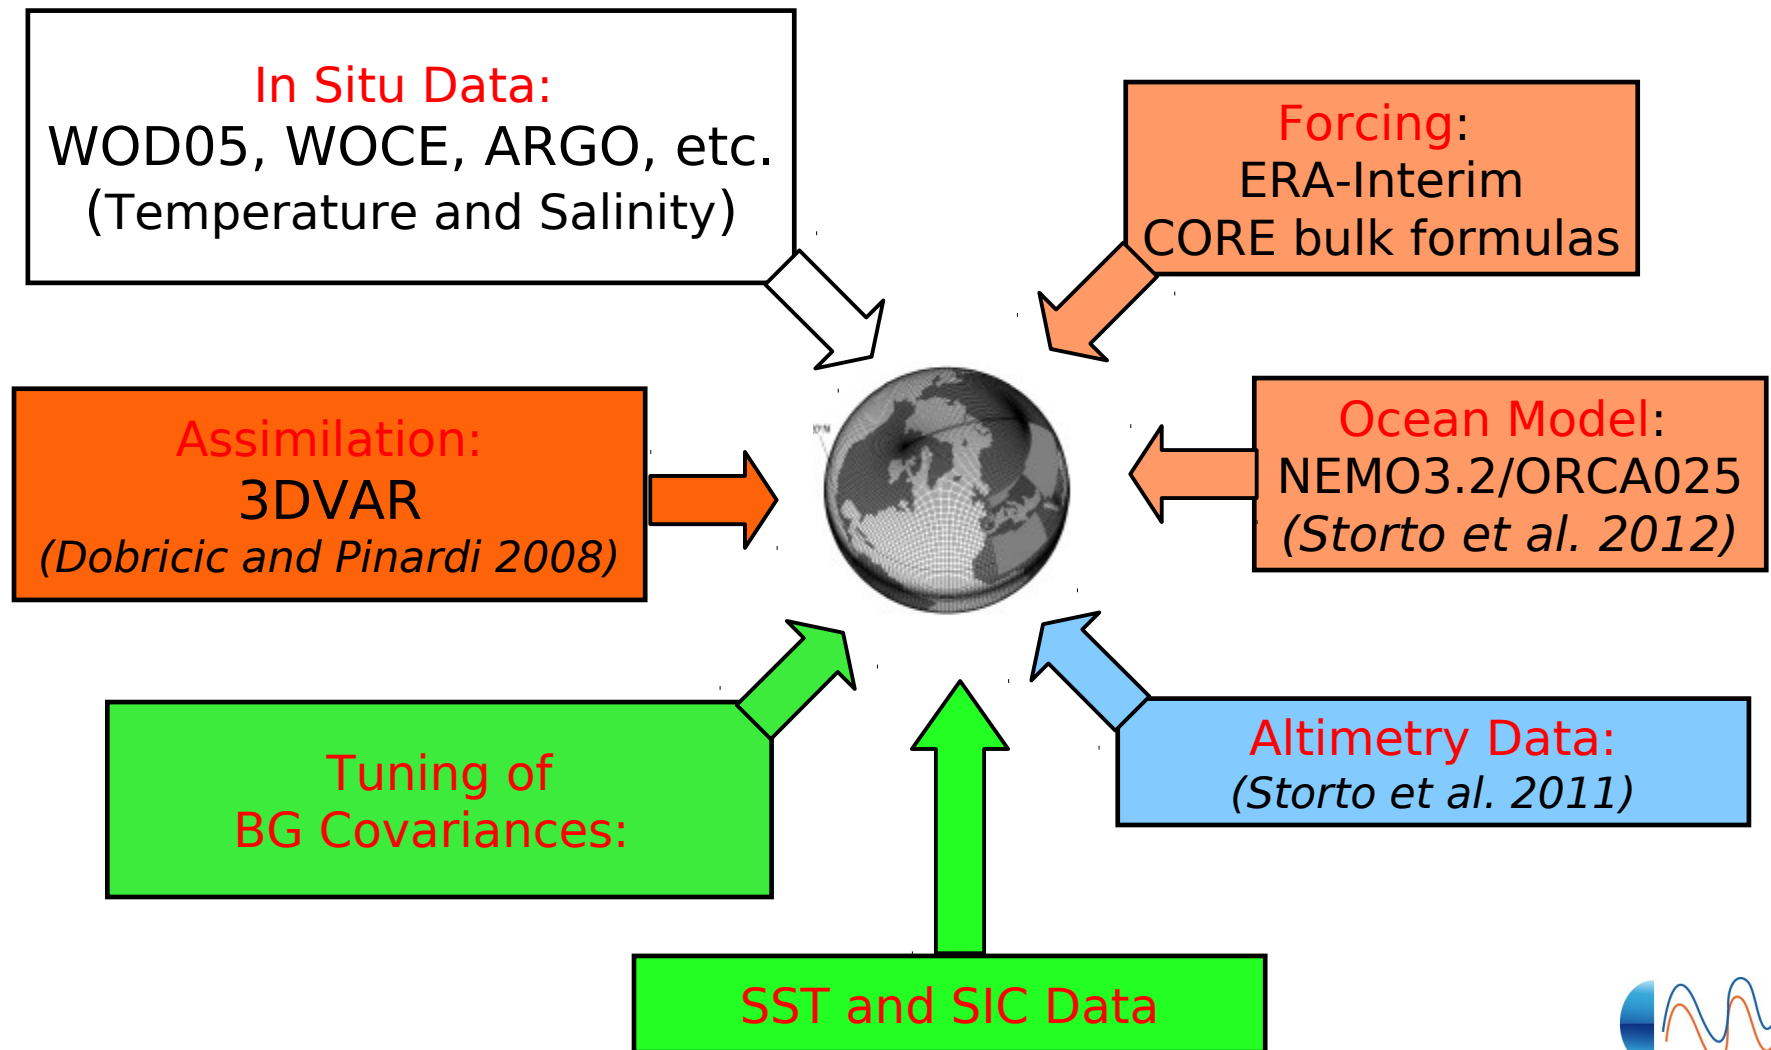 In Situ Data:
WOD05, WOCE, ARGO, etc.
(Temperature and Salinity)
Forcing:
ERA-Interim
CORE bulk formulas
Assimilation:
3DVAR
(Dobricic and Pinardi 2008)
Ocean Model:
NEMO3.2/ORCA025
(Storto et al. 2012)
Tuning of
BG Covariances:
Altimetry Data:
(Storto et al. 2011)
SST and SIC Data